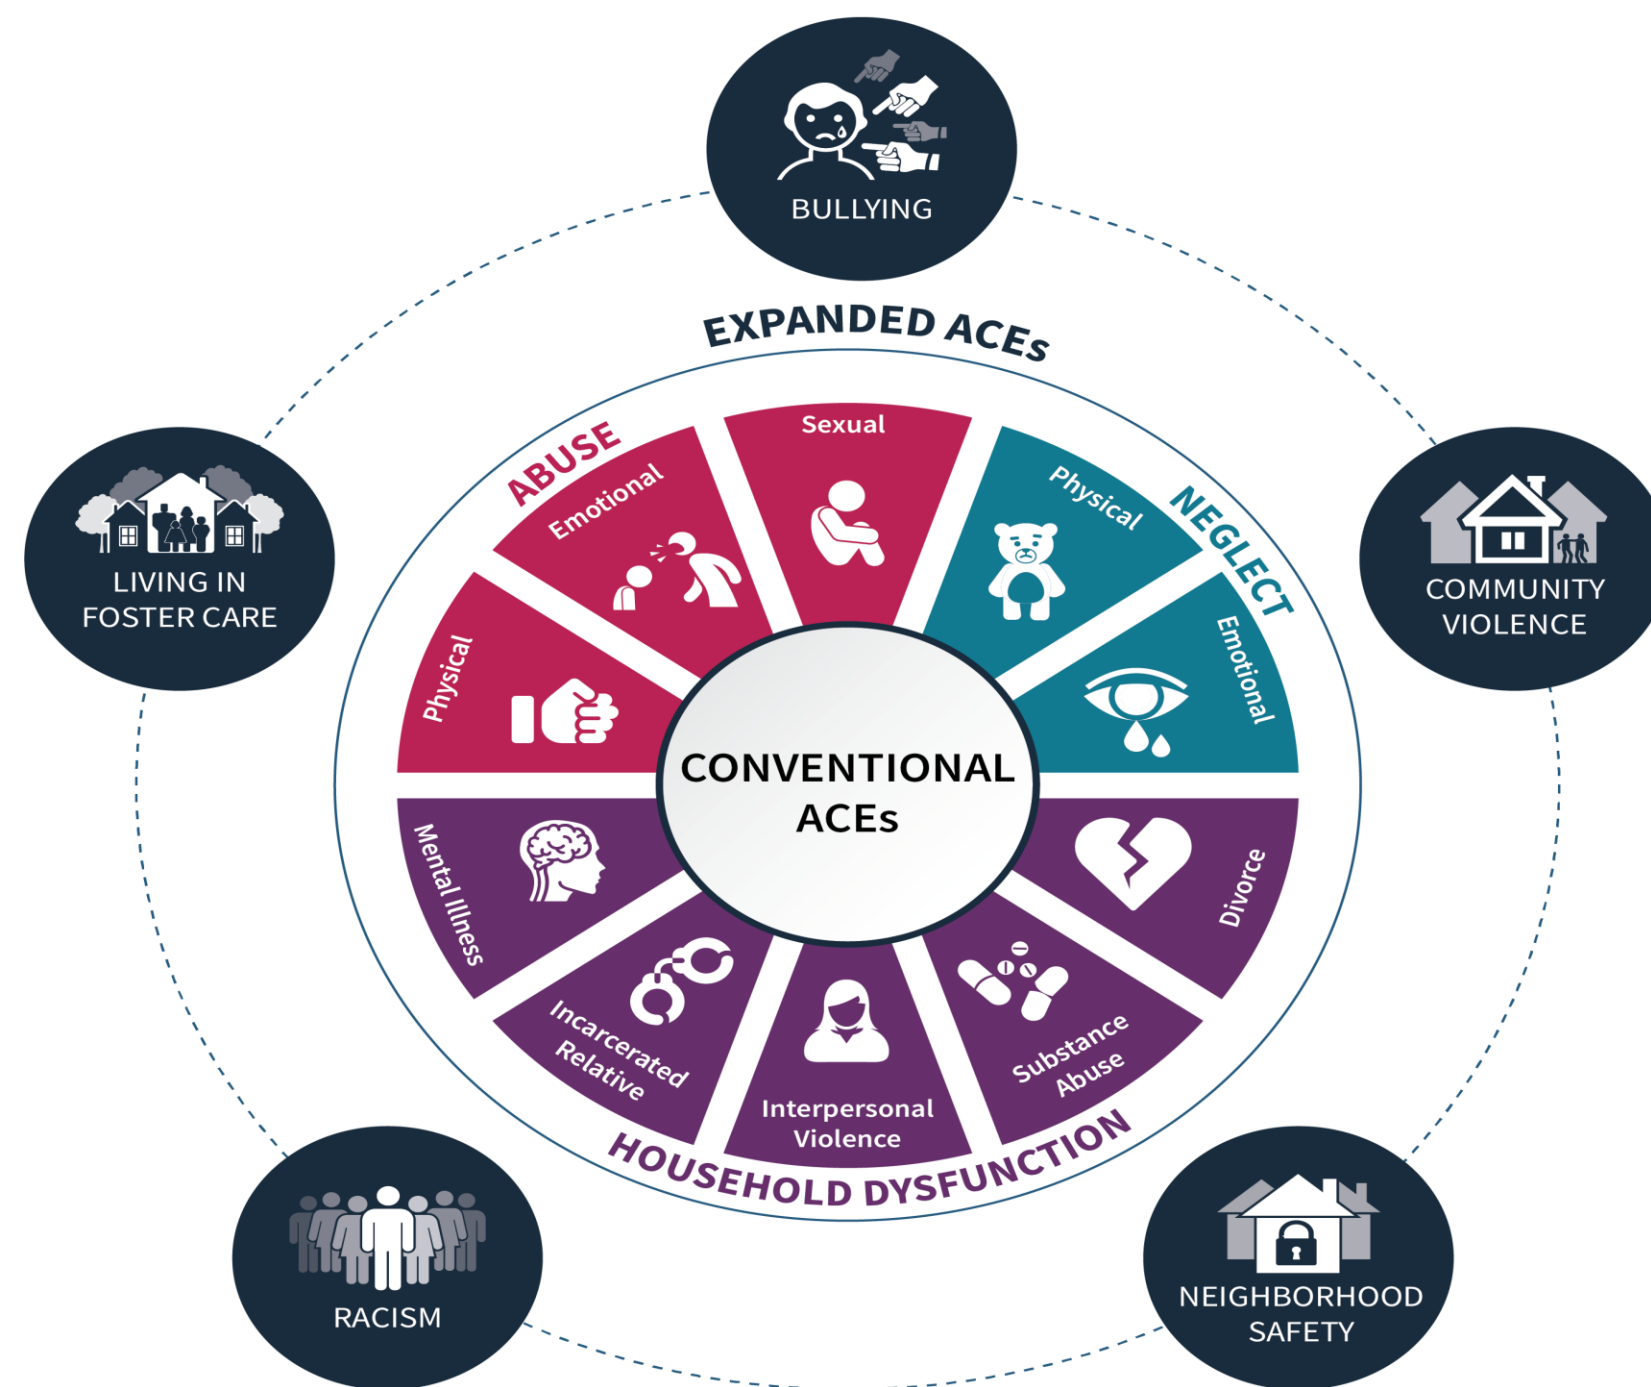 BULLYING
EXPANDED ACEs
LIVING IN
FOSTER CARE
COMMUNITY
VIOLENCE
ABUSE
Physical
Emotional
Sexual
NEGLECT
Physical
Emotional
CONVENTIONAL
ACEs
Mental Illness
Incarcerated
Relative
Interpersonal
Violence
Substance
Abuse
Divorce
HOUSEHOLD DYSFUNCTION
RACISM
NEIGHBORHOOD
SAFETY